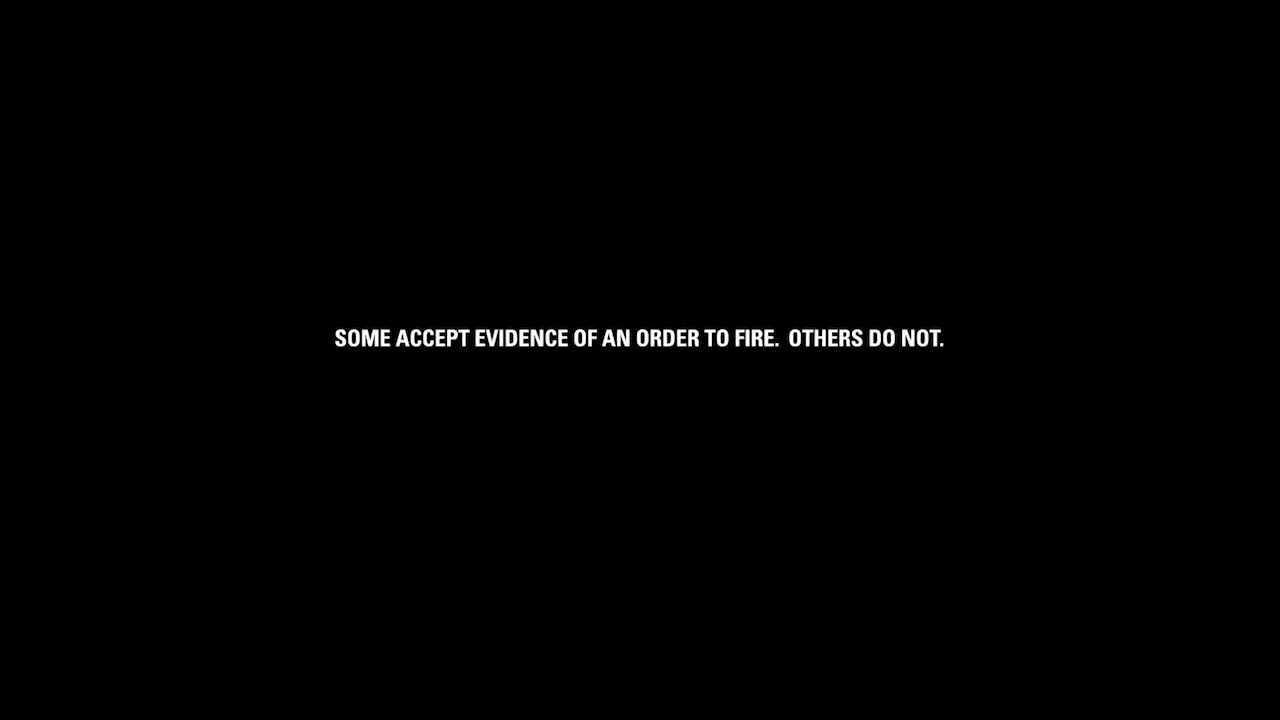 SOME ACCEPT EVIDENCE OF AN ORDER TO FIRE.  OTHERS DO NOT.